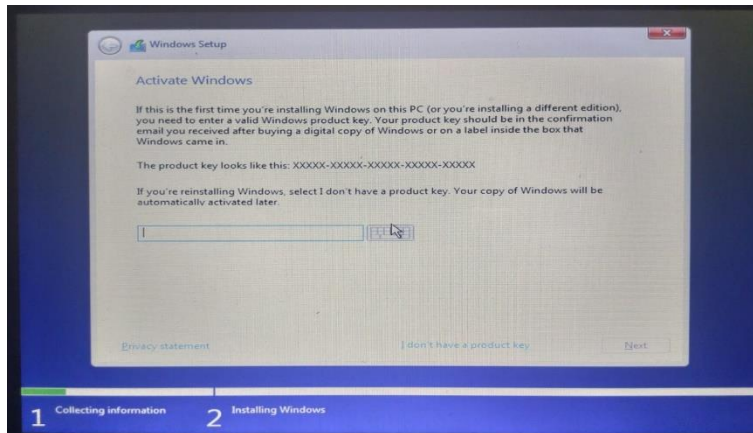 Windows Setup
Activate Windows
If this is the first time you're installing Windows on this PC (or you're installing a different edition),
you need to enter a valid Windows product key. Your product key should be in the confirmation
email you received after buying a digital copy of Windows or on a label inside the box that
Windows came in.
The product key looks like this: XXXXX-XXXXX-XXXXX-XXXXX-XXXXX
If you're reinstalling Windows, select I don't have a product key. Your copy of Windows will be
automatically activated later.
Privacy statement
I don't have a product key
Next
1 Collecting information
2 Installing Windows